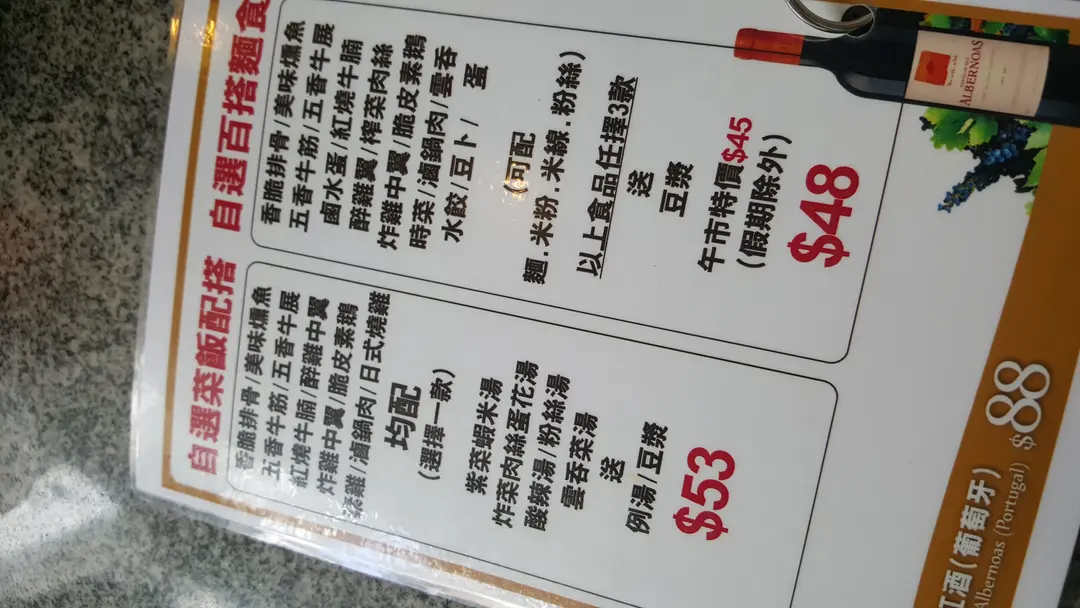 自選菜飯配搭
香脆排骨/美味燻魚
五香牛筋/五香牛展
紅燒牛腩/醉雞中翼
炸雞中翼/脆皮素鵝
滷鍋肉/日式燒雞
均配
(選擇一款)
紫菜蝦米湯
炸菜肉絲蛋花湯
酸辣湯/粉絲湯
雲吞菜湯
送
例湯/豆漿
$53
自選百搭麵食
香脆排骨/美味燻魚
五香牛筋/五香牛展
鹵水蛋/紅燒牛腩
醉雞翼/榨菜肉絲
炸雞中翼/脆皮素鵝
時菜/滷鍋肉/雲吞
水餃/豆卜/蛋
(可配
麵.米粉.米線.粉絲)
以上食品任擇3款
送
豆漿
午市特價$45
(假期除外)
$48
ALBERNOAS
紅酒(葡萄牙)
Albernoas (Portugal)
$88